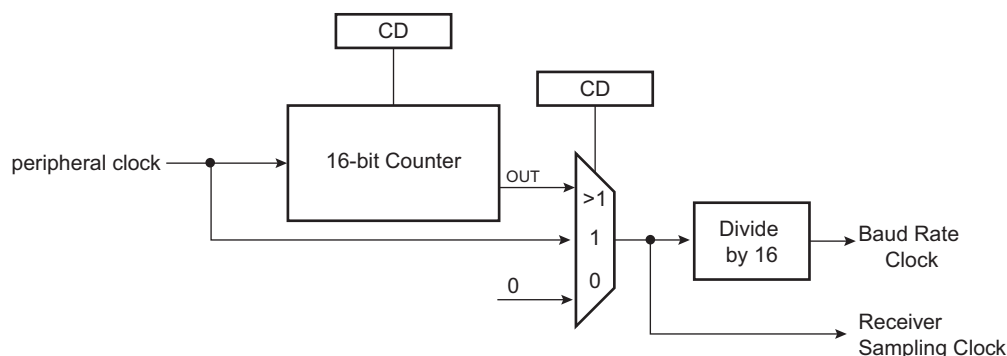 CD
CD
peripheral clock
16-bit Counter
OUT
>1
1
0
0
Divide
by 16
Baud Rate
Clock
Receiver
Sampling Clock